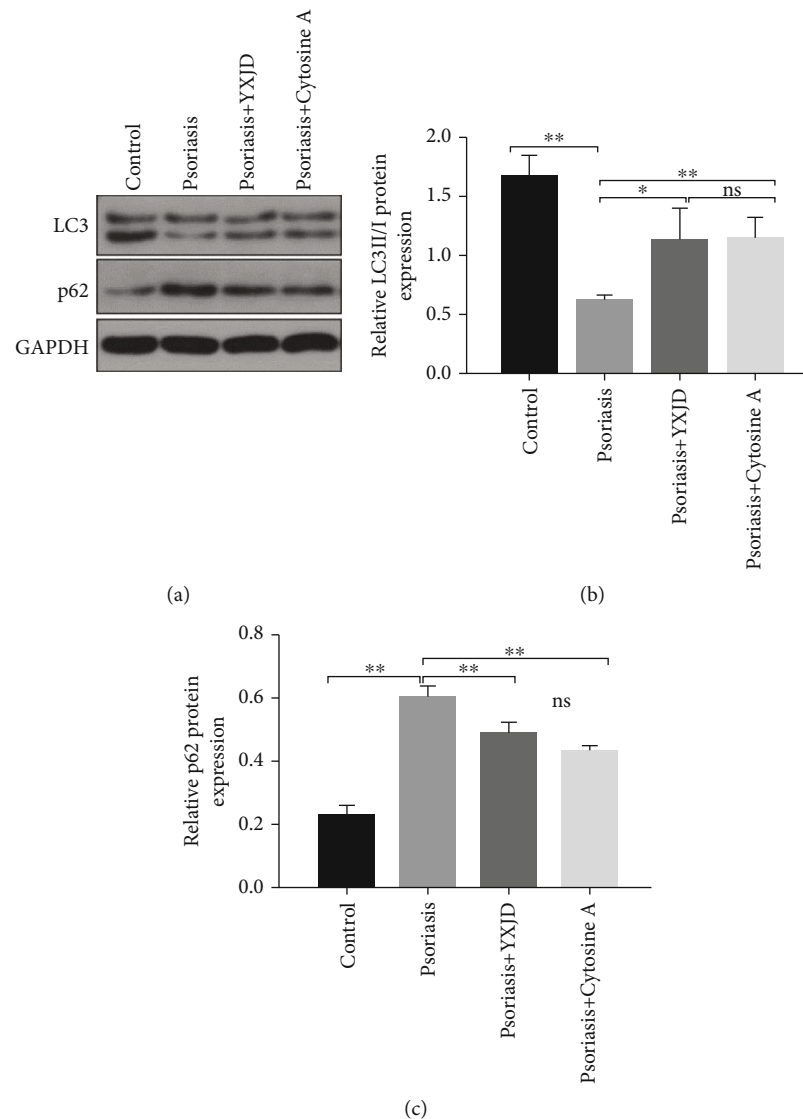 Control
Psoriasis
Psoriasis+YXJD
Psoriasis+Cytosine A
LC3
p62
GAPDH
(a)
Relative LC3II/I protein
expression
2.0
1.5
1.0
0.5
0.0
**
**
*
ns
Control
Psoriasis
Psoriasis+YXJD
Psoriasis+Cytosine A
(b)
Relative p62 protein
expression
0.8
0.6
0.4
0.2
0.0
**
**
**
ns
Control
Psoriasis
Psoriasis+YXJD
Psoriasis+Cytosine A
(c)